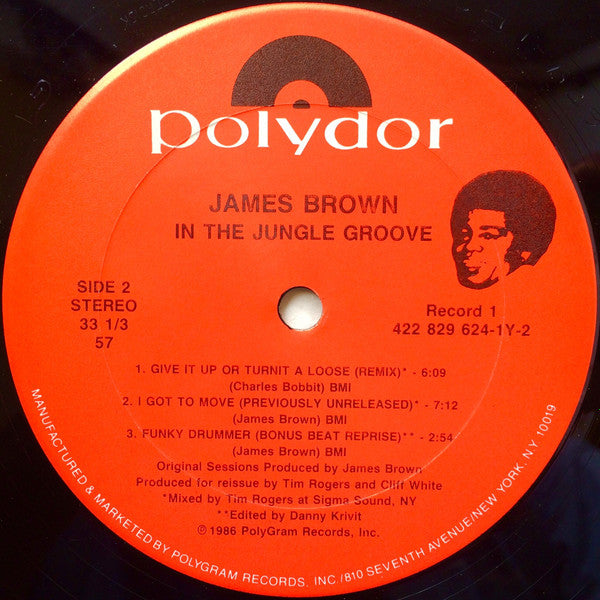 polydor
JAMES BROWN
IN THE JUNGLE GROOVE
SIDE 2
STEREO
33 1/3
57
Record 1
422 829 624-1Y-2
1. GIVE IT UP OR TURNIT A LOOSE (REMIX)* - 6:09
(Charles Bobbit) BMI
2. I GOT TO MOVE (PREVIOUSLY UNRELEASED)* - 7:12
(James Brown) BMI
3. FUNKY DRUMMER (BONUS BEAT REPRISE)** - 2:54
(James Brown) BMI
Original Sessions Produced by James Brown
Produced for reissue by Tim Rogers and Cliff White
*Mixed by Tim Rogers at Sigma Sound, NY
**Edited by Danny Krivit
℗ 1986 PolyGram Records, Inc.
MANUFACTURED & MARKETED BY POLYGRAM RECORDS, INC./810 SEVENTH AVENUE/NEW YORK, NY 10019